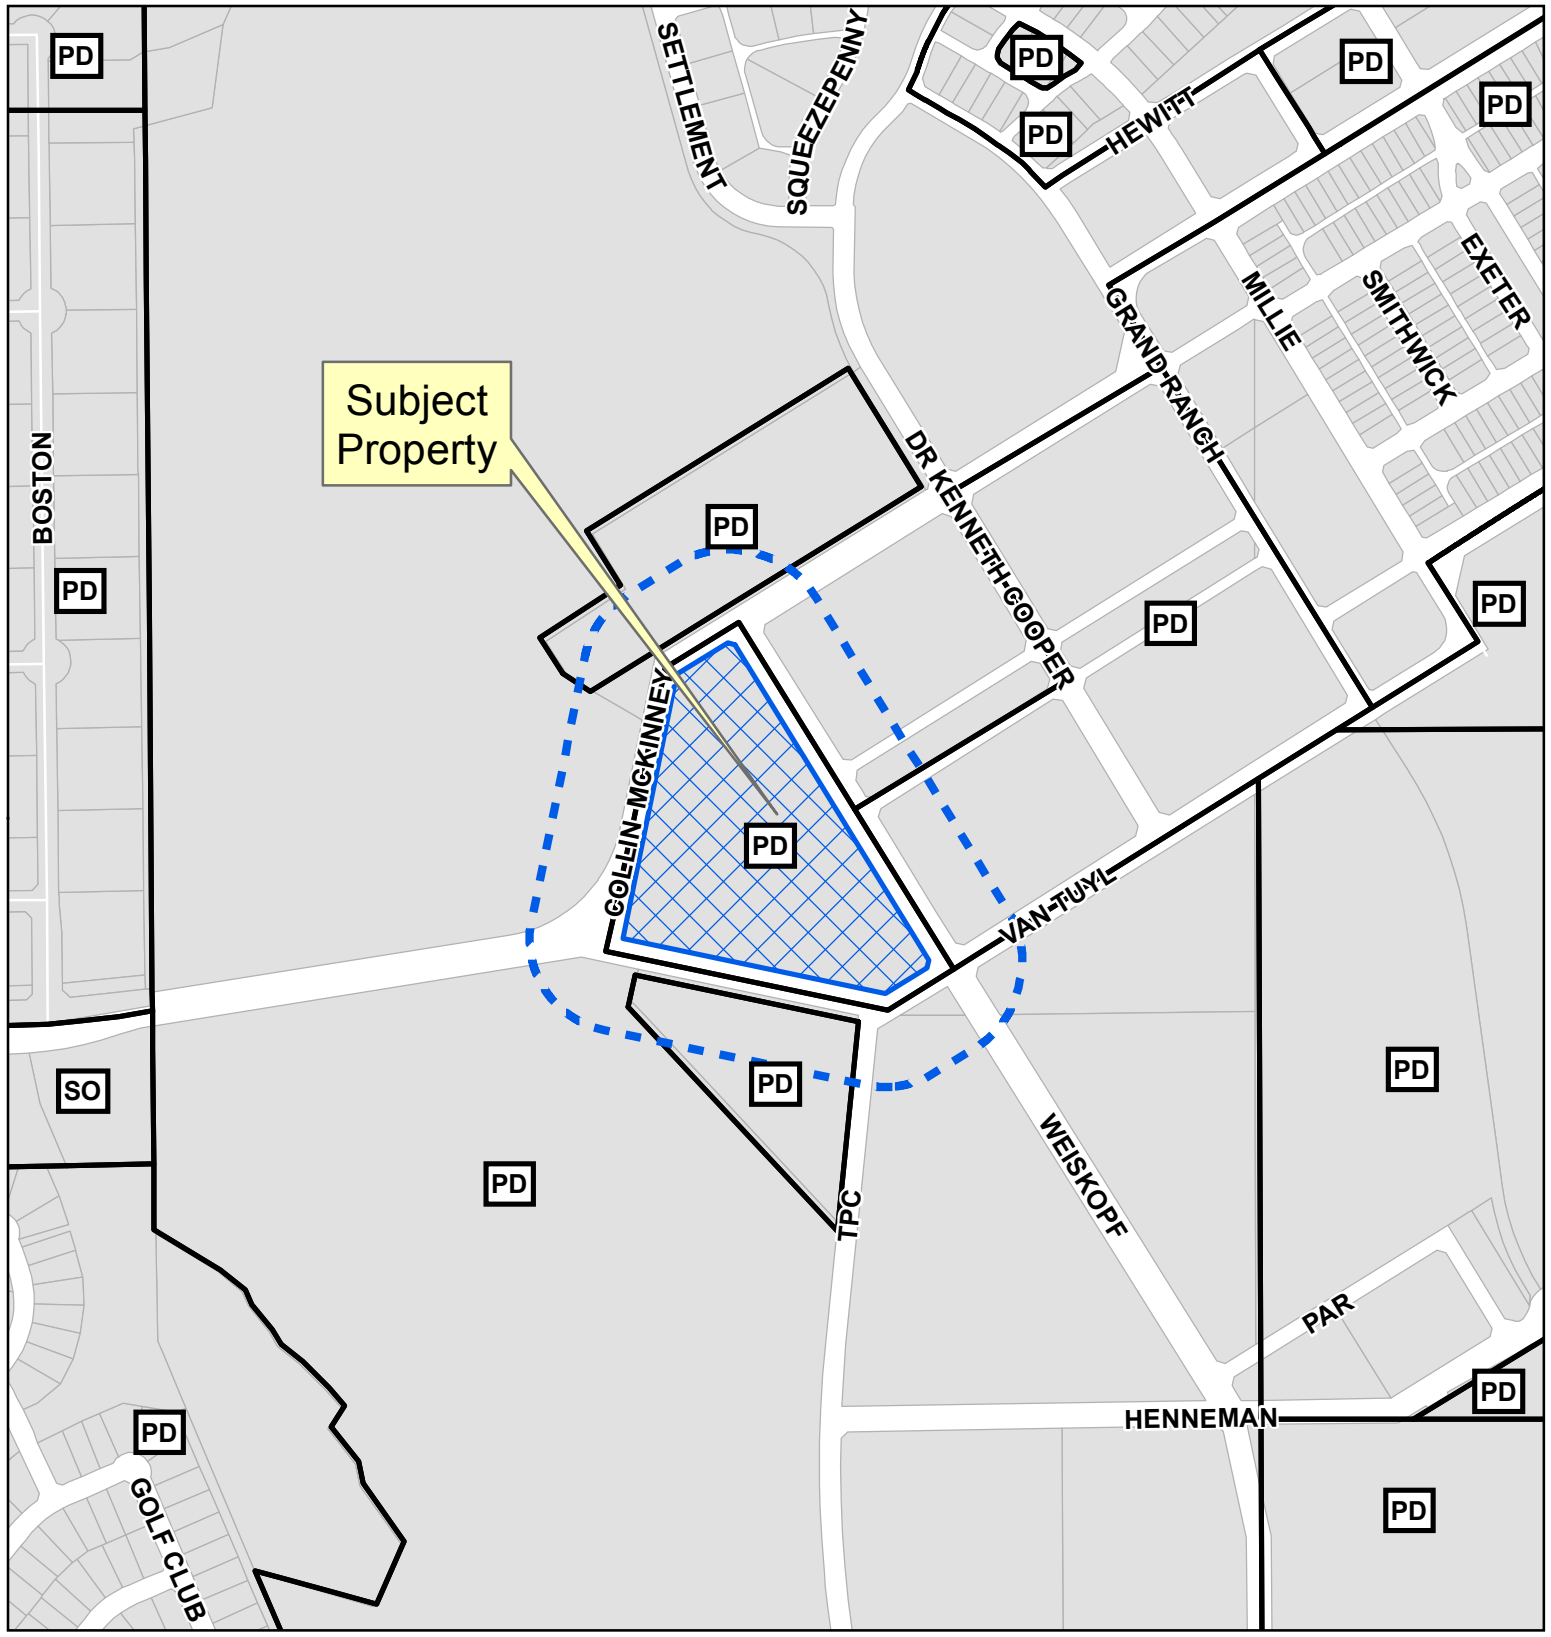 PD
SETTLEMENT
SQUEEZEPENNY
PD
PD
PD
PD
HEWITT
GRAND RANCH
MILLIE
SMITHWICK
EXETER
Subject
Property
BOSTON
PD
PD
DR KENNETH COOPER
PD
PD
COLLIN-MCKINNEY
PD
VAN TUYL
SO
PD
PD
PD
WEISKOPF
TPC
PAR
PD
HENNEMAN
PD
GOLF CLUB
PD